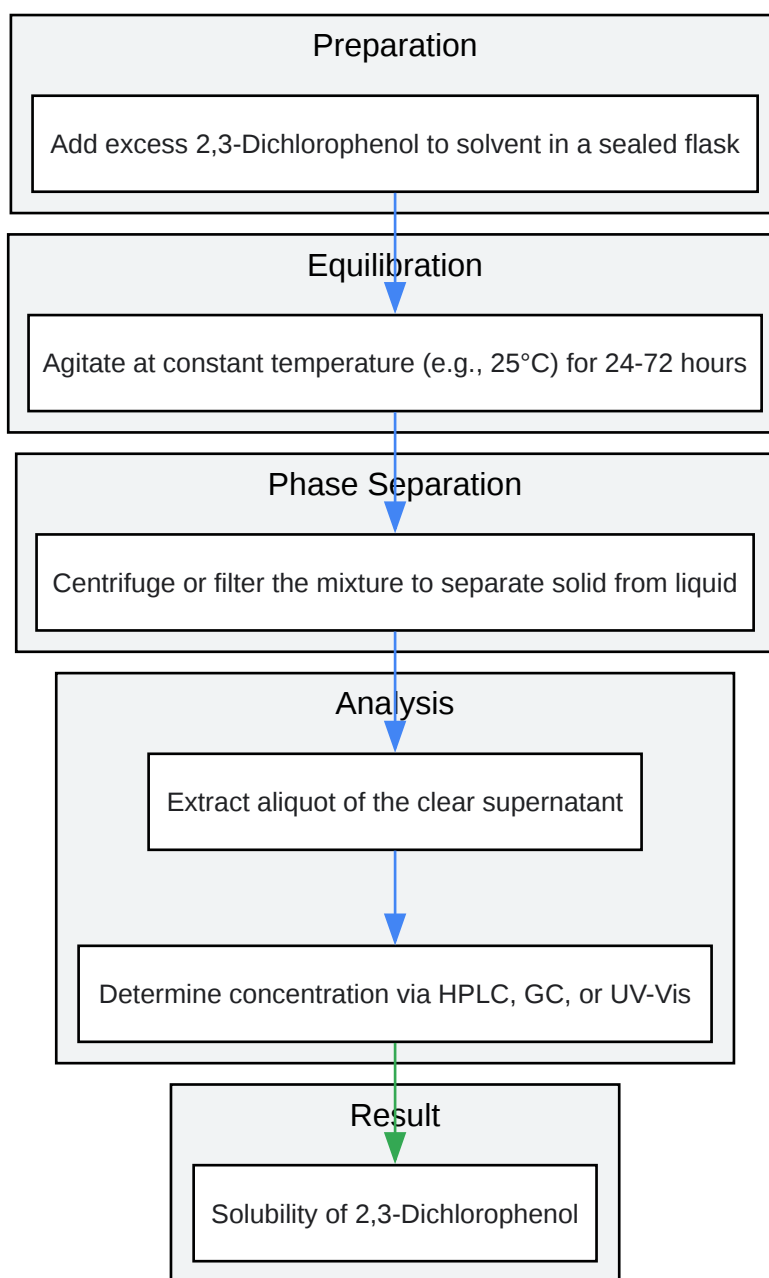 Preparation
Add excess 2,3-Dichlorophenol to solvent in a sealed flask
Equilibration
Agitate at constant temperature (e.g., 25°C) for 24-72 hours
Phase Separation
Centrifuge or filter the mixture to separate solid from liquid
Analysis
Extract aliquot of the clear supernatant
Determine concentration via HPLC, GC, or UV-Vis
Result
Solubility of 2,3-Dichlorophenol